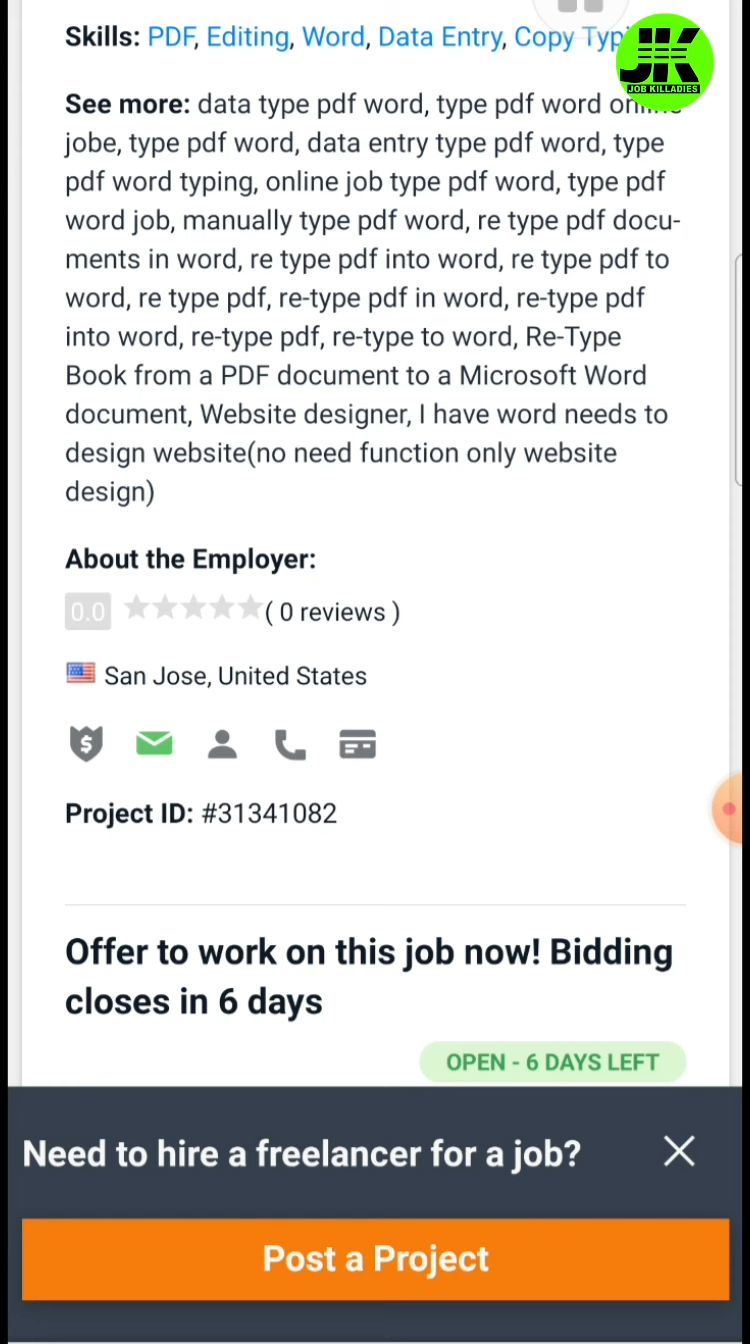 Skills: PDF, Editing, Word, Data Entry, Copy Typi
JK
JOB KILLADIES
See more: data type pdf word, type pdf word online
jobe, type pdf word, data entry type pdf word, type
pdf word typing, online job type pdf word, type pdf
word job, manually type pdf word, re type pdf docu-
ments in word, re type pdf into word, re type pdf to
word, re type pdf, re-type pdf in word, re-type pdf
into word, re-type pdf, re-type to word, Re-Type
Book from a PDF document to a Microsoft Word
document, Website designer, I have word needs to
design website(no need function only website
design)
About the Employer:
0.0 ( 0 reviews )
San Jose, United States
Project ID: #31341082
Offer to work on this job now! Bidding
closes in 6 days
OPEN - 6 DAYS LEFT
Need to hire a freelancer for a job?
Post a Project